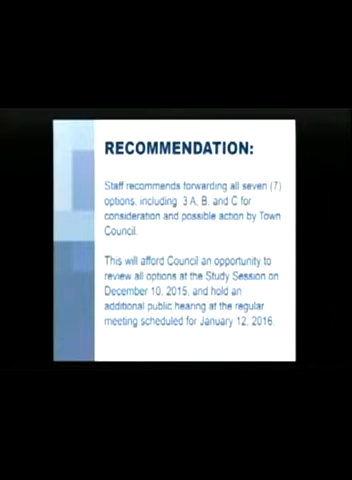 RECOMMENDATION:
Staff recommends forwarding all seven (7)
options, including 3 A, B, and C for
consideration and possible action by Town
Council.
This will afford Council an opportunity to
review all options at the Study Session on
December 10, 2015, and hold an
additional public hearing at the regular
meeting scheduled for January 12, 2016.